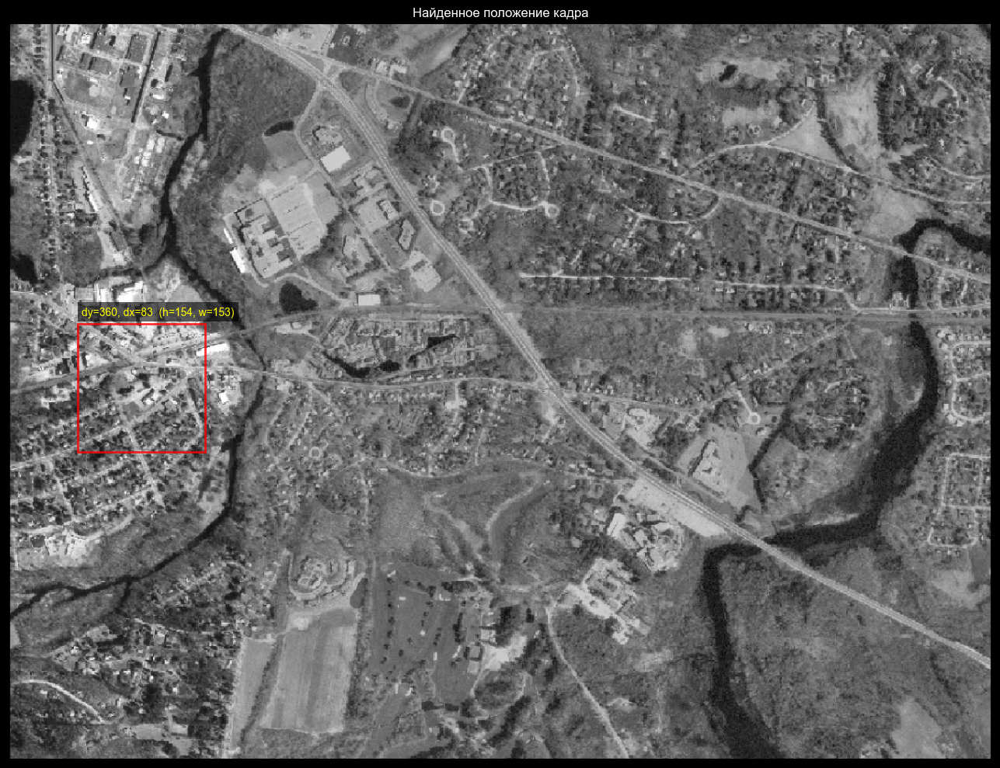 Найденное положение кадра
dy=360, dx=83 (h=154, w=153)